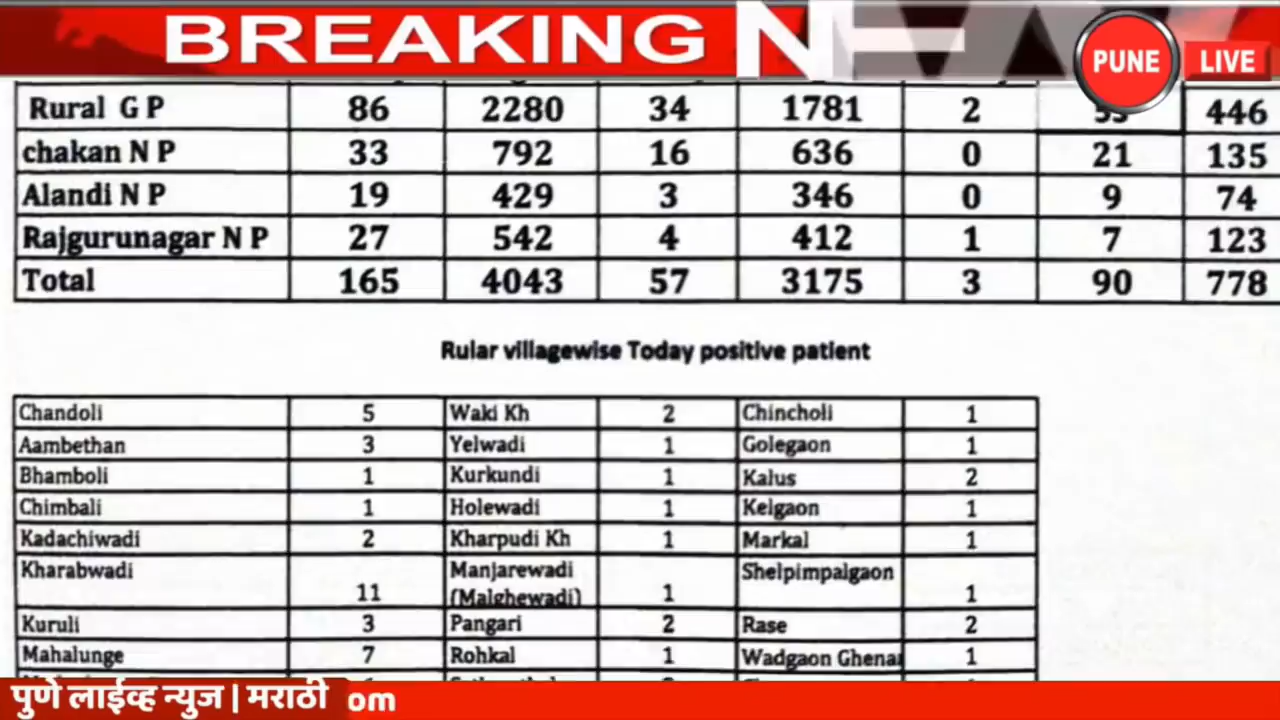 BREAKING NEW
PUNE LIVE
Rural G P 86 2280 34 1781 2 53 446
chakan N P 33 792 16 636 0 21 135
Alandi N P 19 429 3 346 0 9 74
Rajgurunagar N P 27 542 4 412 1 7 123
Total 165 4043 57 3175 3 90 778
Rular villagewise Today positive patient
Chandoli 5 Waki Kh 2 Chincholi 1
Aambethan 3 Yelwadi 1 Golegaon 1
Bhamboli 1 Kurkundi 1 Kalus 2
Chimbali 1 Holewadi 1 Kelgaon 1
Kadachiwadi 2 Kharpudi Kh 1 Markal 1
Kharabwadi 11 Manjarewadi (Malghewadi) 1 Shelpimpalgaon 1
Kuruli 3 Pangari 2 Rase 2
Mahalunge 7 Rohkal 1 Wadgaon Ghenai 1
पुणे लाईव्ह न्युज | मराठी om